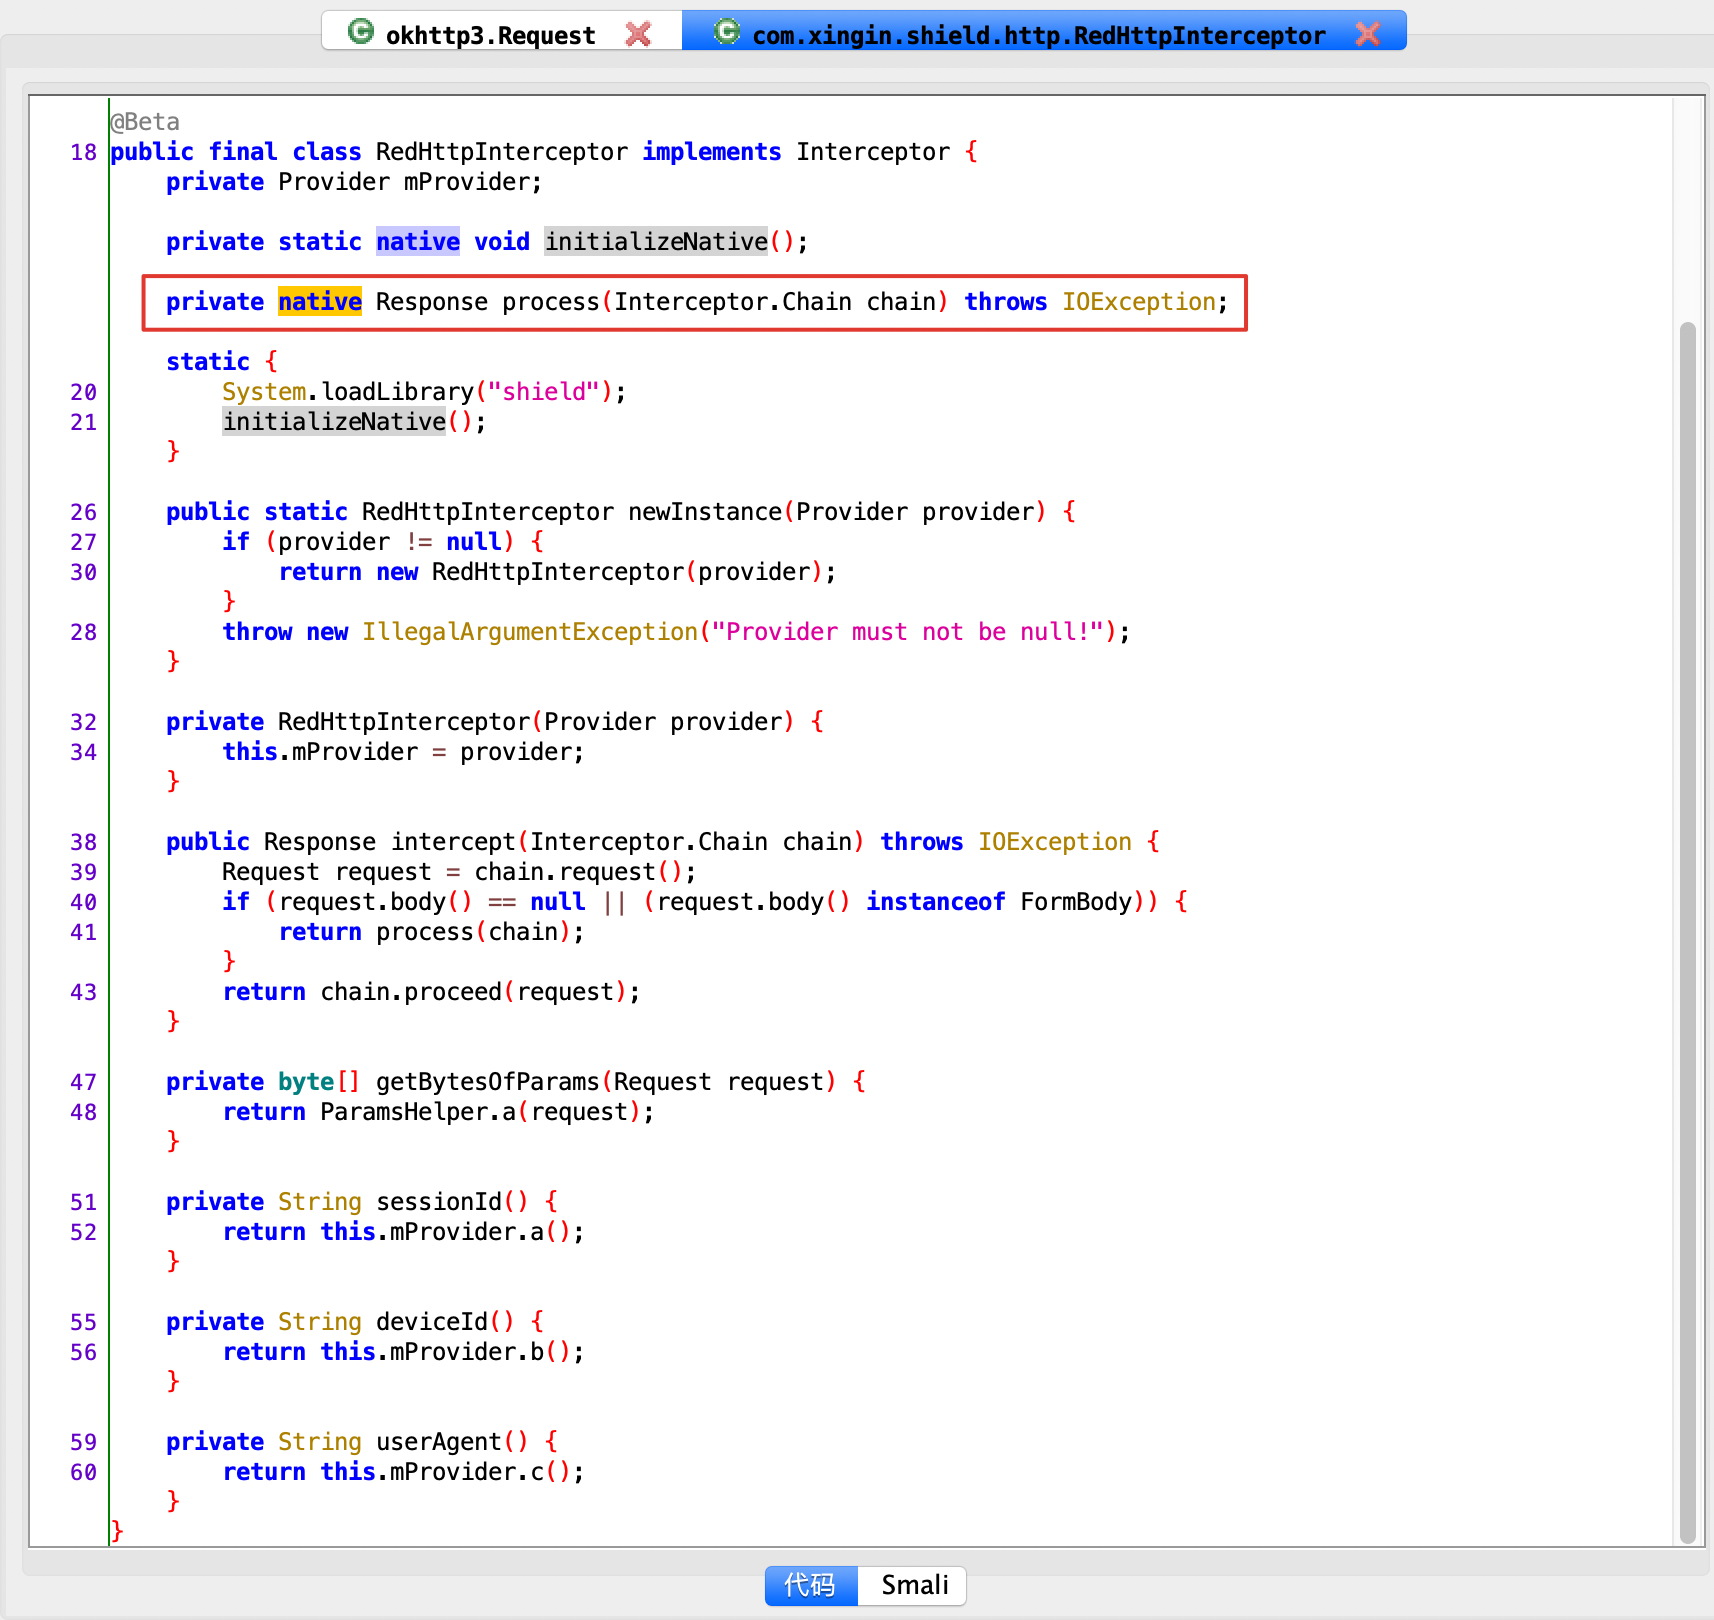 okhttp3.Request com.xingin.shield.http.RedHttpInterceptor
@Beta
18 public final class RedHttpInterceptor implements Interceptor {
    private Provider mProvider;
    private static native void initializeNative();
    private native Response process(Interceptor.Chain chain) throws IOException;
    static {
20         System.loadLibrary("shield");
21         initializeNative();
    }
26     public static RedHttpInterceptor newInstance(Provider provider) {
27         if (provider != null) {
30             return new RedHttpInterceptor(provider);
        }
28         throw new IllegalArgumentException("Provider must not be null!");
    }
32     private RedHttpInterceptor(Provider provider) {
34         this.mProvider = provider;
    }
38     public Response intercept(Interceptor.Chain chain) throws IOException {
39         Request request = chain.request();
40         if (request.body() == null || (request.body() instanceof FormBody)) {
41             return process(chain);
        }
43         return chain.proceed(request);
    }
47     private byte[] getBytesOfParams(Request request) {
48         return ParamsHelper.a(request);
    }
51     private String sessionId() {
52         return this.mProvider.a();
    }
55     private String deviceId() {
56         return this.mProvider.b();
    }
59     private String userAgent() {
60         return this.mProvider.c();
    }
}
代码 Smali